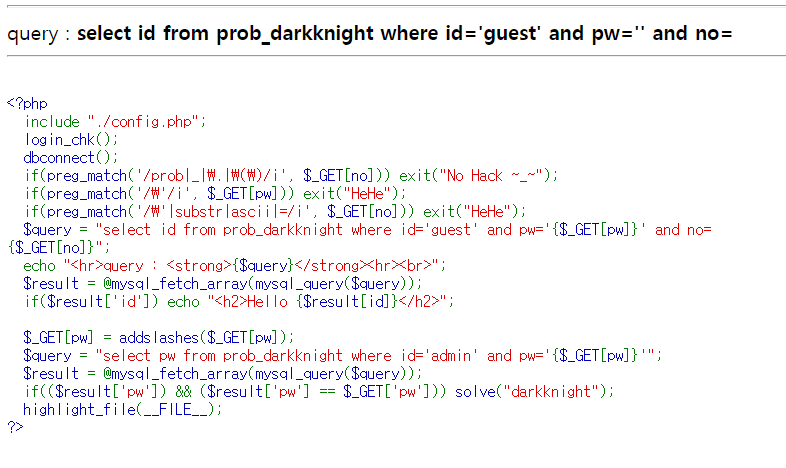 query : select id from prob_darkknight where id='guest' and pw='' and no=
<?php
include "./config.php";
login_chk();
dbconnect();
if(preg_match('/prob|_|₩.|₩(₩)/i', $_GET[no])) exit("No Hack ~_~");
if(preg_match('/₩'/i', $_GET[pw])) exit("HeHe");
if(preg_match('/₩'|substr|ascii|=/i', $_GET[no])) exit("HeHe");
$query = "select id from prob_darkknight where id='guest' and pw='{$_GET[pw]}' and no=
{$_GET[no]}";
echo "<hr>query : <strong>{$query}</strong><hr><br>";
$result = @mysql_fetch_array(mysql_query($query));
if($result['id']) echo "<h2>Hello {$result[id]}</h2>";
$_GET[pw] = addslashes($_GET[pw]);
$query = "select pw from prob_darkknight where id='admin' and pw='{$_GET[pw]}'";
$result = @mysql_fetch_array(mysql_query($query));
if(($result['pw']) && ($result['pw'] == $_GET['pw'])) solve("darkknight");
highlight_file(__FILE__);
?>